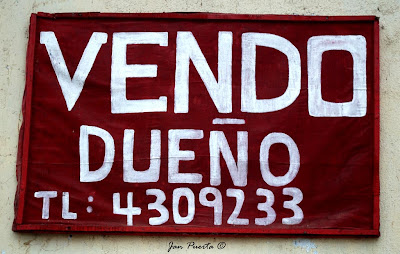 VENDO
DUEÑO
TL: 4309233
Jan Puerta ©